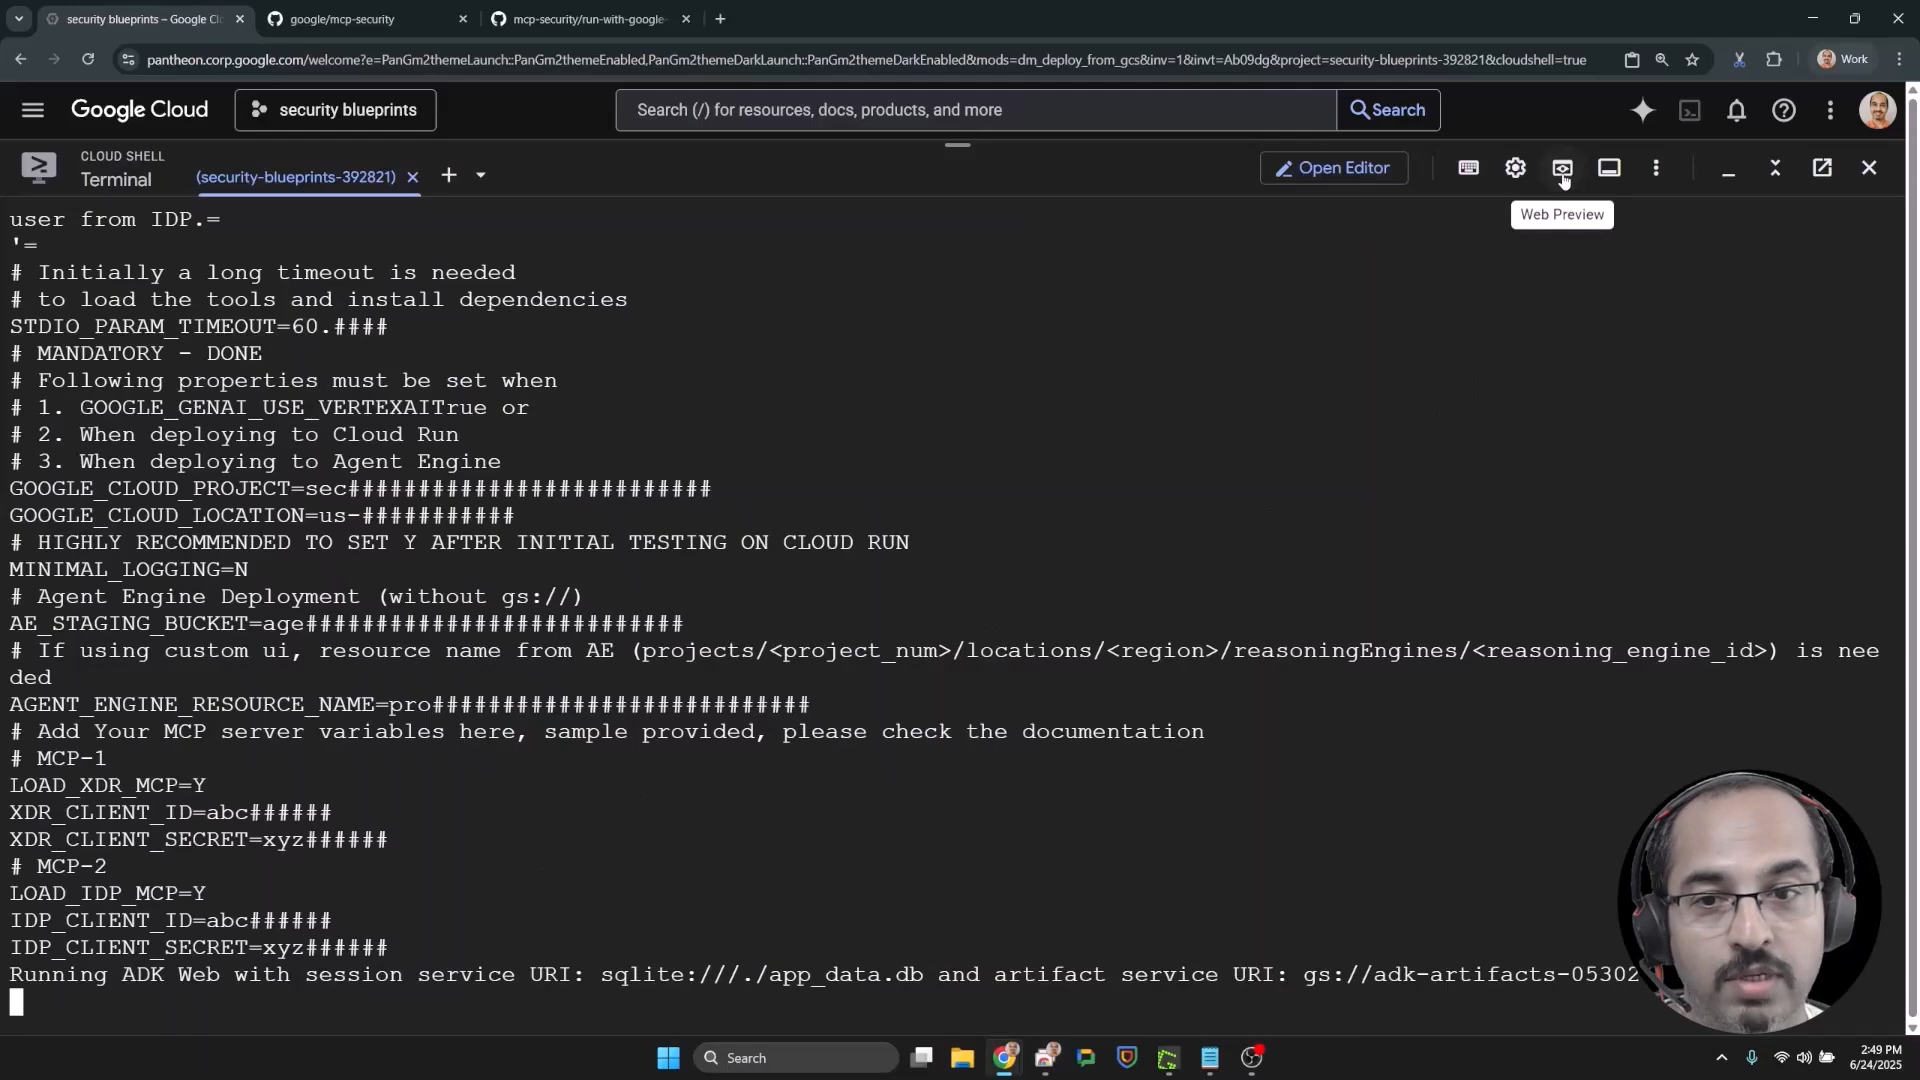 security blueprints – Google Cl
google/mcp-security
mcp-security/run-with-google-
pantheon.corp.google.com/welcome?e=PanGm2themeLaunch::PanGm2themeEnabled,PanGm2themeDarkLaunch::PanGm2themeDarkEnabled&mods=dm_deploy_from_gcs&inv=1&invt=Ab09dg&project=security-blueprints-392821&cloudshell=true
Work
Google Cloud
security blueprints
Search (/) for resources, docs, products, and more
Search
CLOUD SHELL
Terminal
(security-blueprints-392821)
Open Editor
Web Preview
user from IDP.=
'=
# Initially a long timeout is needed
# to load the tools and install dependencies
STDIO_PARAM_TIMEOUT=60.####
# MANDATORY - DONE
# Following properties must be set when
# 1. GOOGLE_GENAI_USE_VERTEXAITrue or
# 2. When deploying to Cloud Run
# 3. When deploying to Agent Engine
GOOGLE_CLOUD_PROJECT=sec##########################
GOOGLE_CLOUD_LOCATION=us-###########
# HIGHLY RECOMMENDED TO SET Y AFTER INITIAL TESTING ON CLOUD RUN
MINIMAL_LOGGING=N
# Agent Engine Deployment (without gs://)
AE_STAGING_BUCKET=age###########################
# If using custom ui, resource name from AE (projects/<project_num>/locations/<region>/reasoningEngines/<reasoning_engine_id>) is nee
ded
AGENT_ENGINE_RESOURCE_NAME=pro###########################
# Add Your MCP server variables here, sample provided, please check the documentation
# MCP-1
LOAD_XDR_MCP=Y
XDR_CLIENT_ID=abc######
XDR_CLIENT_SECRET=xyz######
# MCP-2
LOAD_IDP_MCP=Y
IDP_CLIENT_ID=abc######
IDP_CLIENT_SECRET=xyz######
Running ADK Web with session service URI: sqlite:///./app_data.db and artifact service URI: gs://adk-artifacts-05302
Search
2:49 PM
6/24/2025